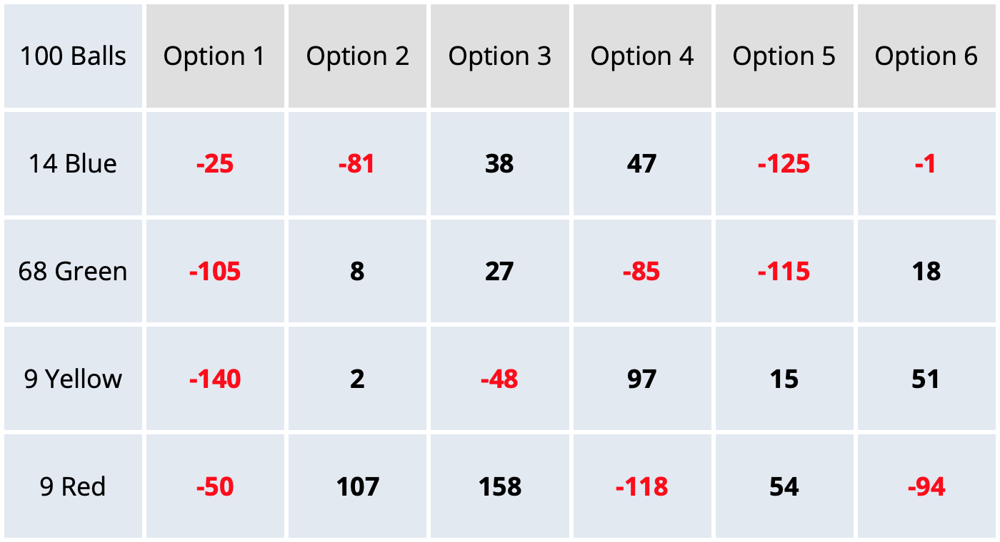 100 Balls Option 1 Option 2 Option 3 Option 4 Option 5 Option 6
14 Blue -25 -81 38 47 -125 -1
68 Green -105 8 27 -85 -115 18
9 Yellow -140 2 -48 97 15 51
9 Red -50 107 158 -118 54 -94